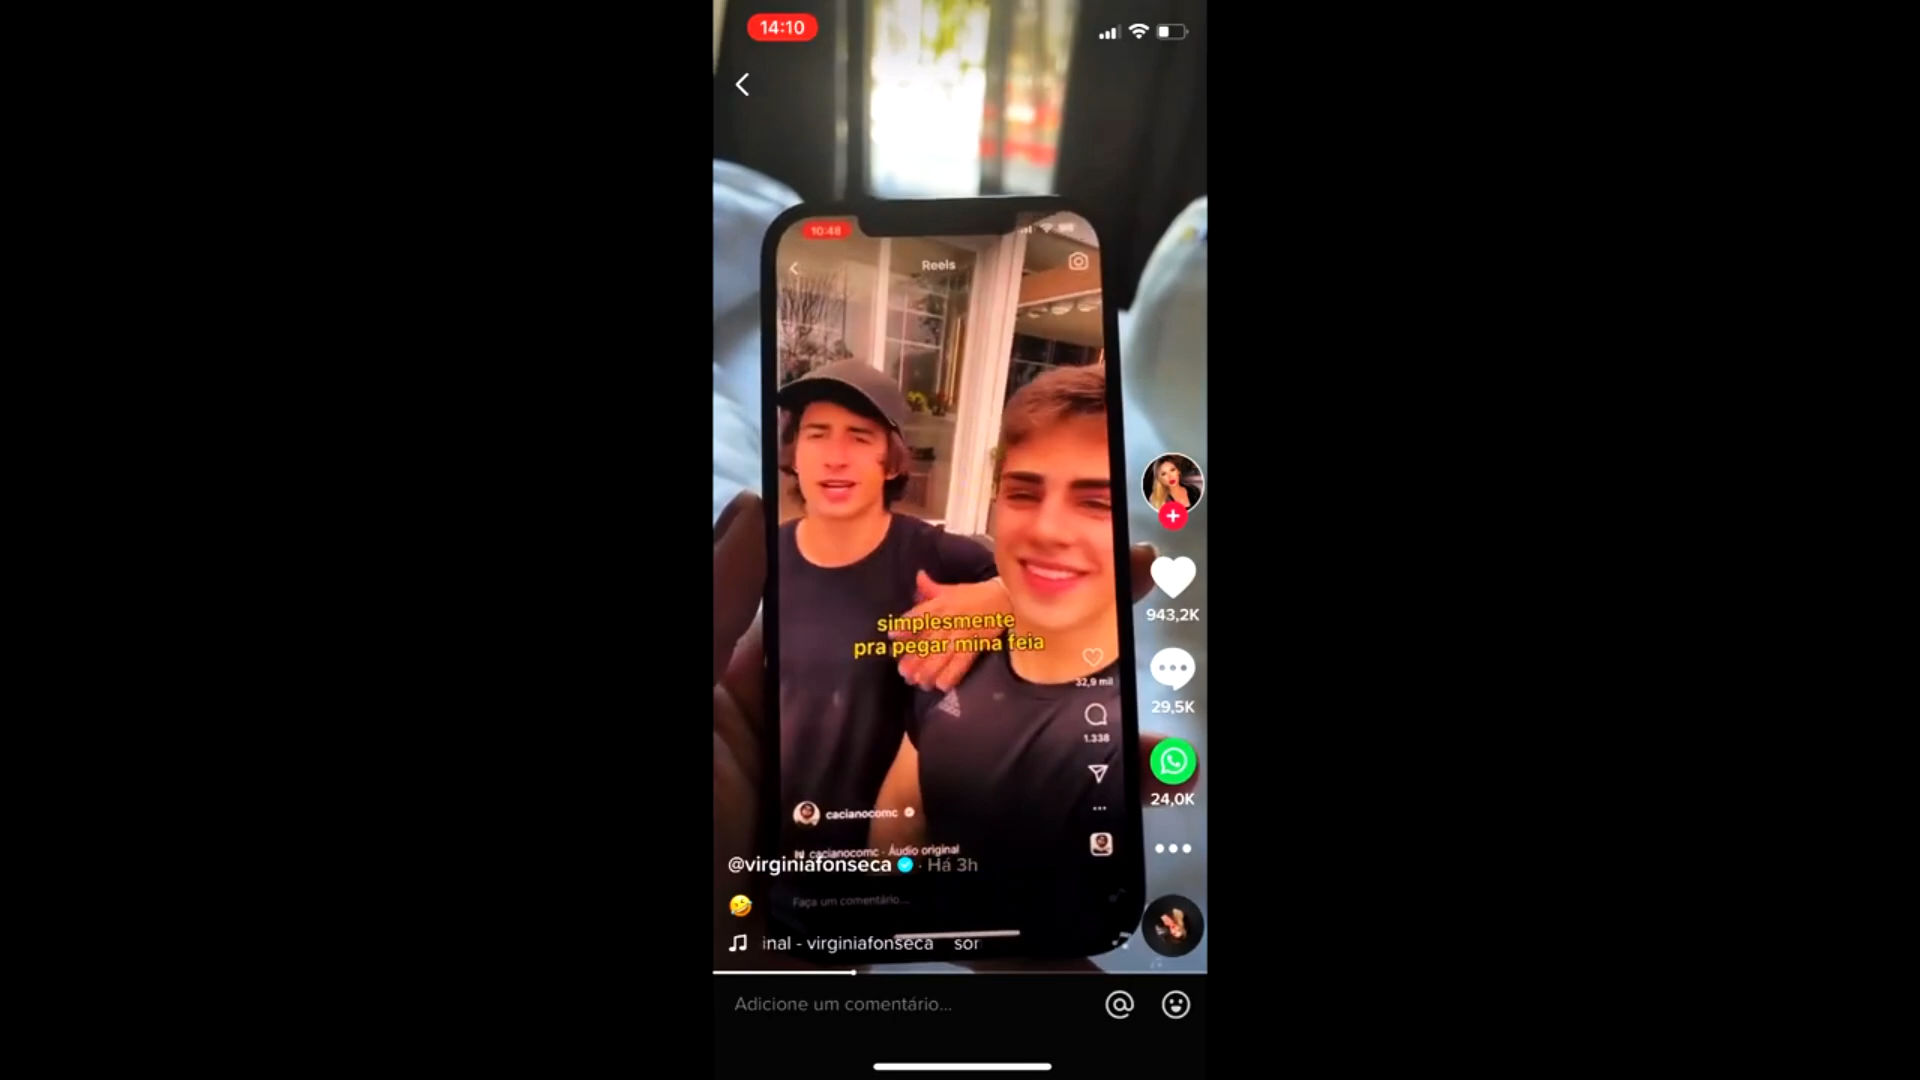 14:10
10:48
Reels
simplesmente
pra pegar mina feia
32,9 mil
1.338
943,2K
29,5K
24,0K
cacianocomc
cacianocomc · Áudio original
@virginiafonseca · Há 3h
Faça um comentário...
inal - virginiafonseca son
Adicione um comentário...